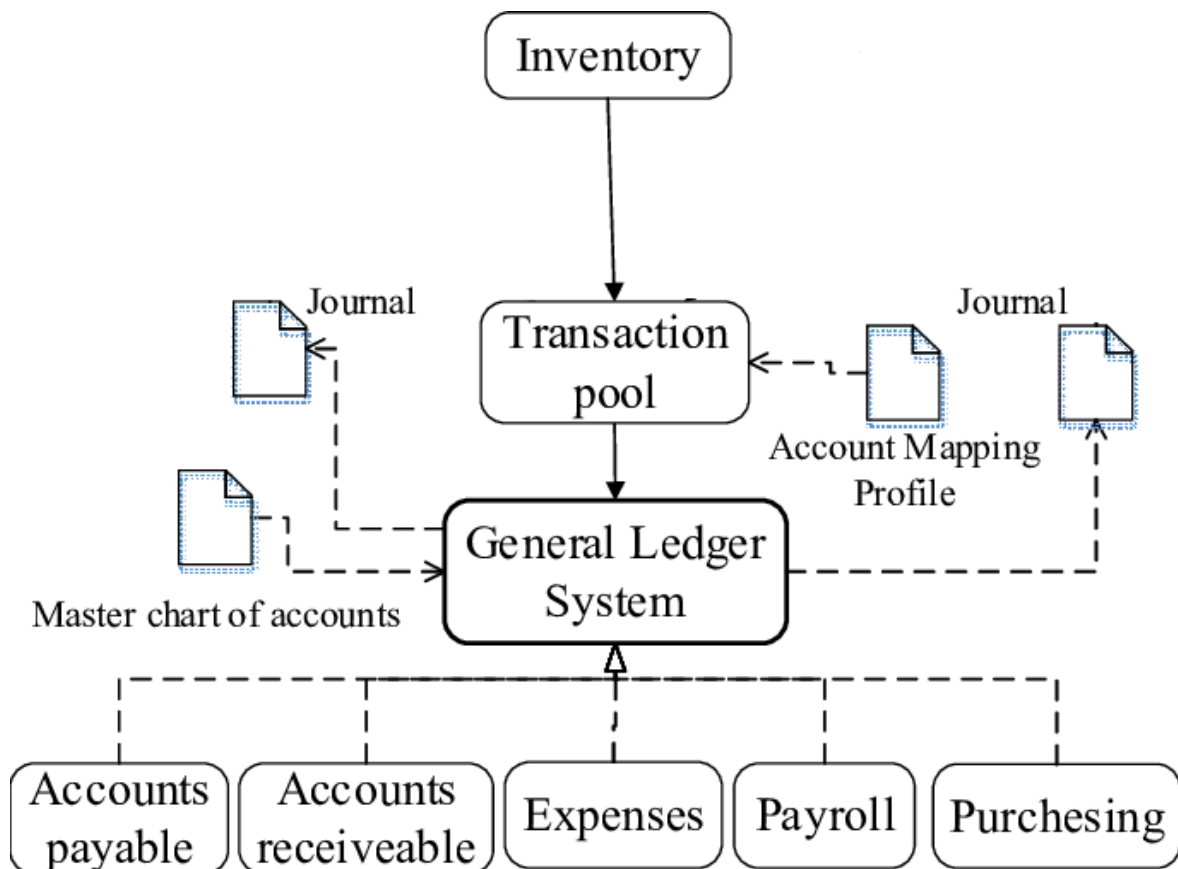 Inventory
Journal
Transaction
pool
Journal
Account Mapping
Profile
General Ledger
System
Master chart of accounts
Accounts
payable
Accounts
receiveable
Expenses
Payroll
Purchesing